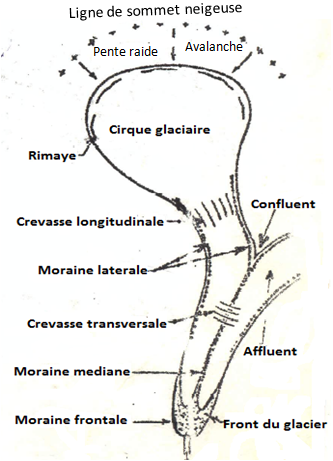 Ligne de sommet neigeuse
Pente raide
Avalanche
Cirque glaciaire
Rimaye
Crevasse longitudinale
Confluent
Moraine laterale
Crevasse transversale
Affluent
Moraine mediane
Moraine frontale
Front du glacier